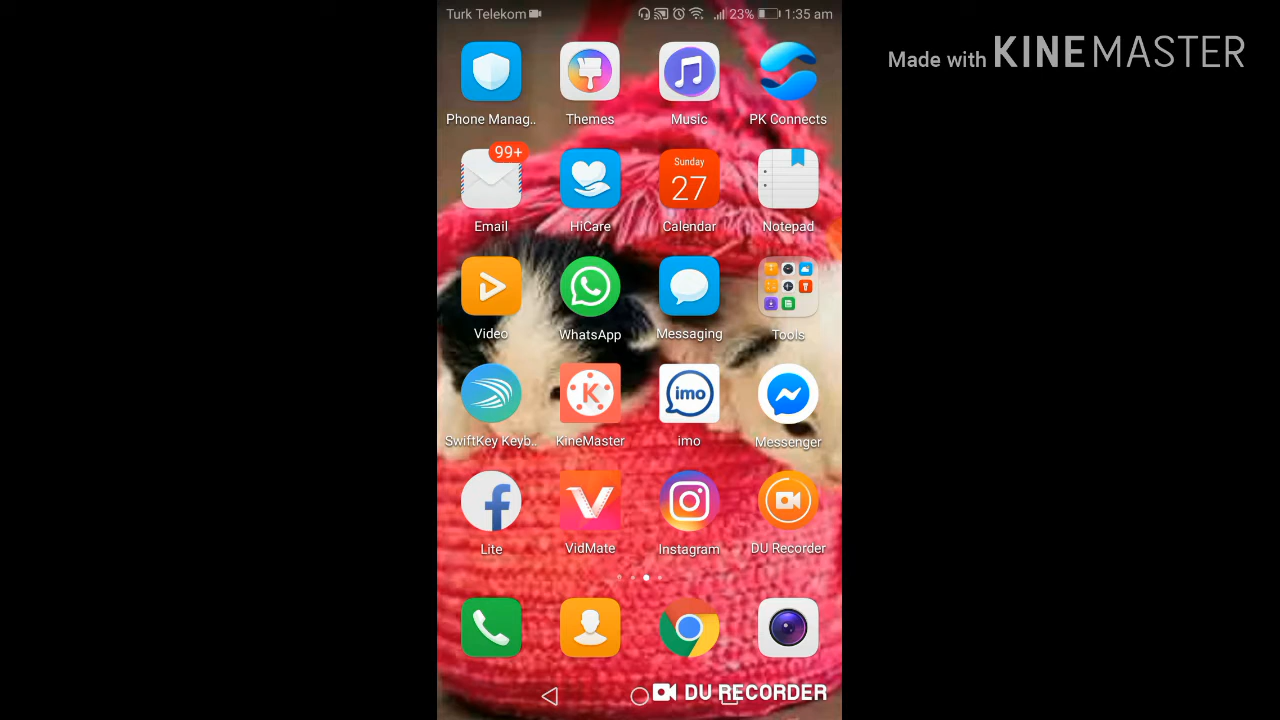 Turk Telekom 23% 1:35 am
Made with KINEMASTER
Phone Manag.. Themes Music PK Connects
99+
Sunday
27
Email HiCare Calendar Notepad
Video WhatsApp Messaging Tools
K imo
SwiftKey Keyb.. KineMaster imo Messenger
Lite VidMate Instagram DU Recorder
DU RECORDER